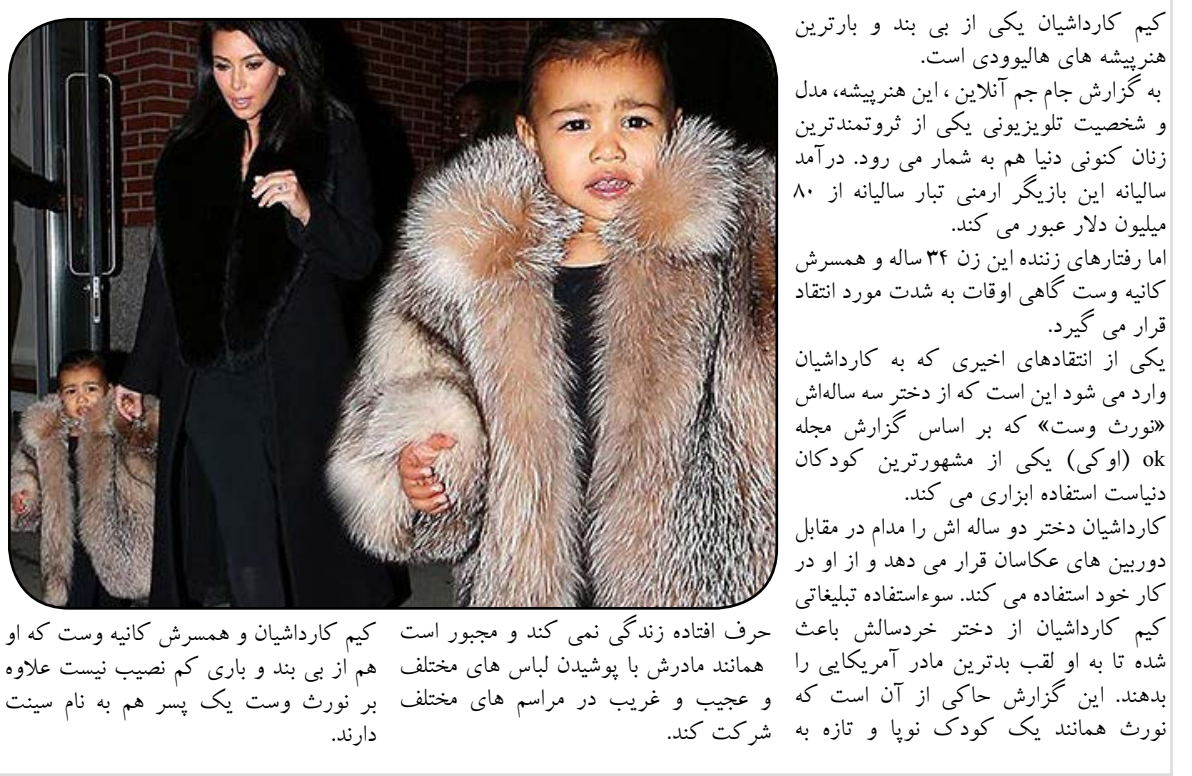 کیم کارداشیان یکی از بی بند و بارترین
هنرپیشه های هالیوودی است.
به گزارش جام جم آنلاین ، این هنرپیشه، مدل
و شخصیت تلویزیونی یکی از ثروتمندترین
زنان کنونی دنیا هم به شمار می رود. درآمد
سالیانه این بازیگر ارمنی تبار سالیانه از ۸۰
میلیون دلار عبور می کند.
اما رفتارهای زننده این زن ۳۴ ساله و همسرش
کانیه وست گاهی اوقات به شدت مورد انتقاد
قرار می گیرد.
یکی از انتقادهای اخیری که به کارداشیان
وارد می شود این است که از دختر سه ساله‌اش
«نورث وست» که بر اساس گزارش مجله
ok (اوکی) یکی از مشهورترین کودکان
دنیاست استفاده ابزاری می کند.
کارداشیان دختر دو ساله اش را مدام در مقابل
دوربین های عکاسان قرار می دهد و از او در
کار خود استفاده می کند. سوءاستفاده تبلیغاتی
کیم کارداشیان از دختر خردسالش باعث
شده تا به او لقب بدترین مادر آمریکایی را
بدهند. این گزارش حاکی از آن است که
نورث همانند یک کودک نوپا و تازه به
حرف افتاده زندگی نمی کند و مجبور است
همانند مادرش با پوشیدن لباس های مختلف
و عجیب و غریب در مراسم های مختلف
شرکت کند.
کیم کارداشیان و همسرش کانیه وست که او
هم از بی بند و باری کم نصیب نیست علاوه
بر نورث وست یک پسر هم به نام سینت
دارند.